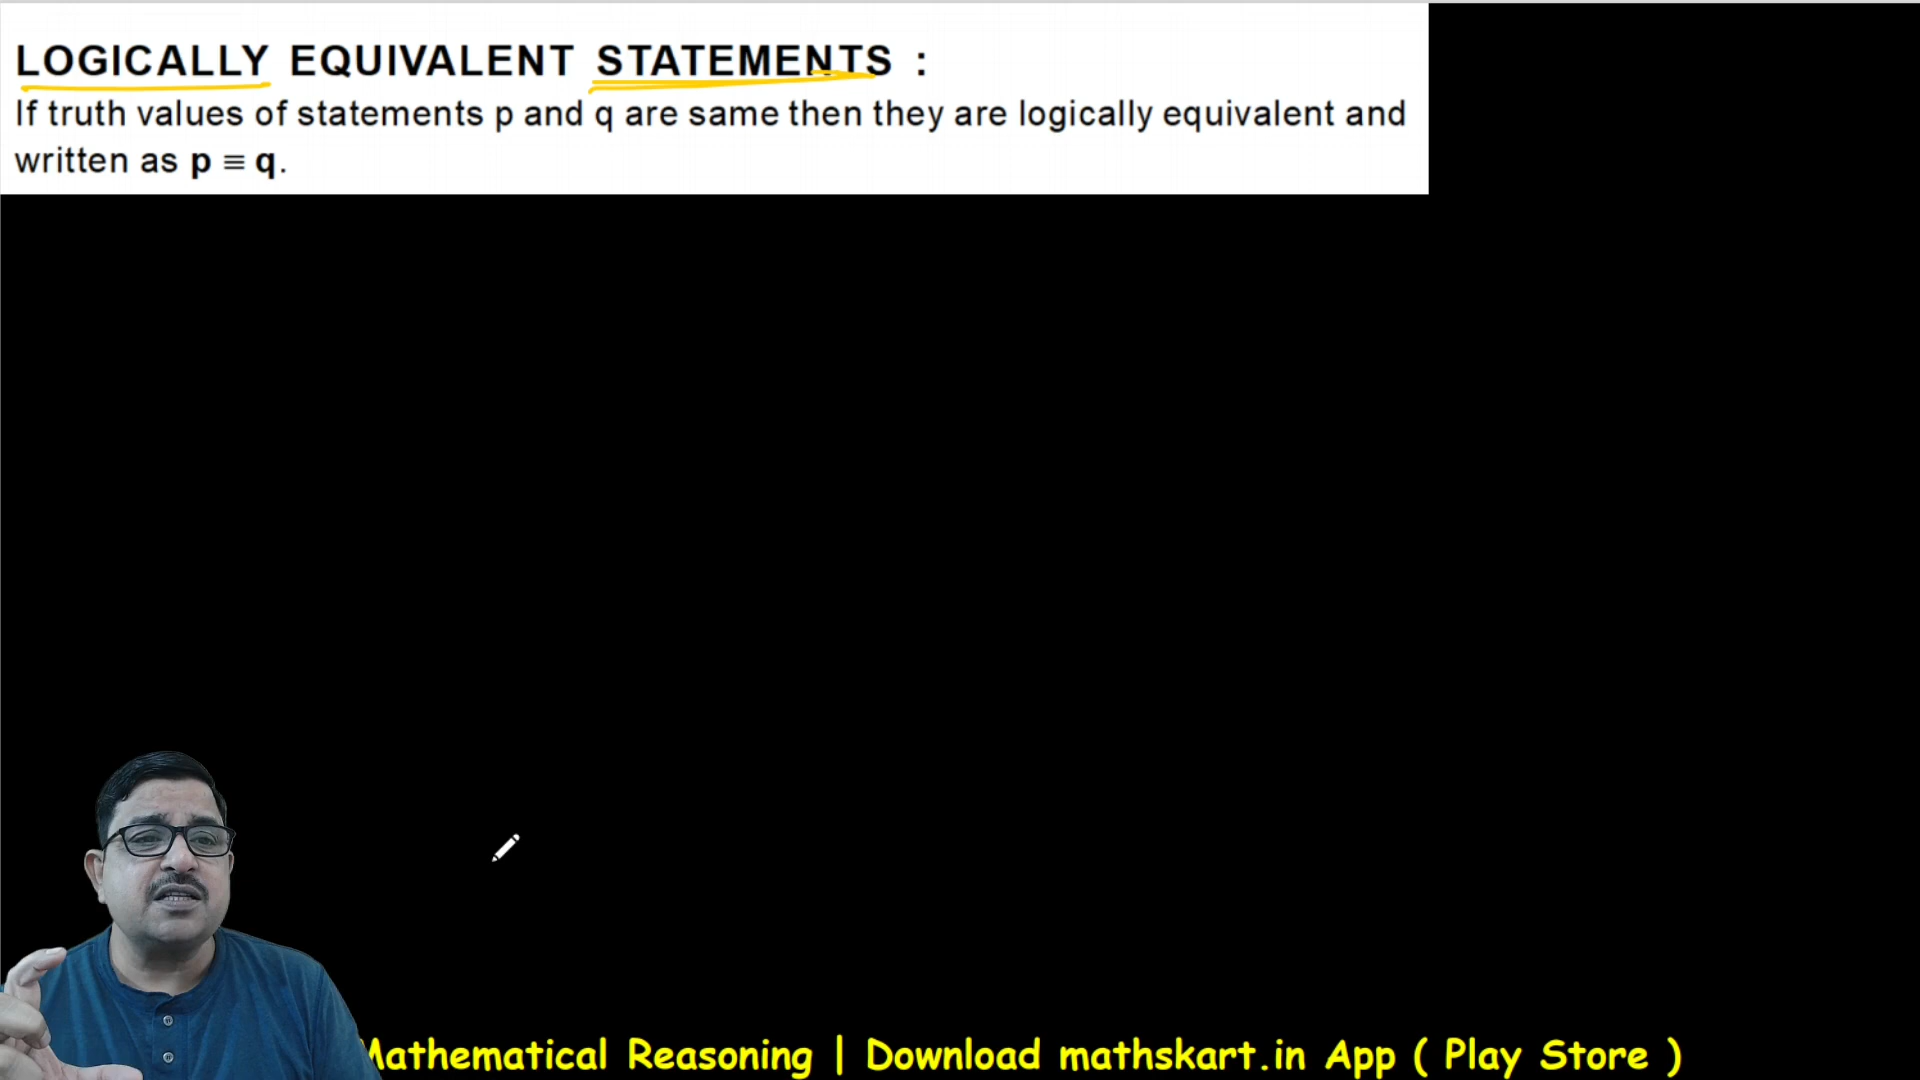 LOGICALLY EQUIVALENT STATEMENTS :
If truth values of statements p and q are same then they are logically equivalent and
written as p ≡ q.
Mathematical Reasoning | Download mathskart.in App ( Play Store )